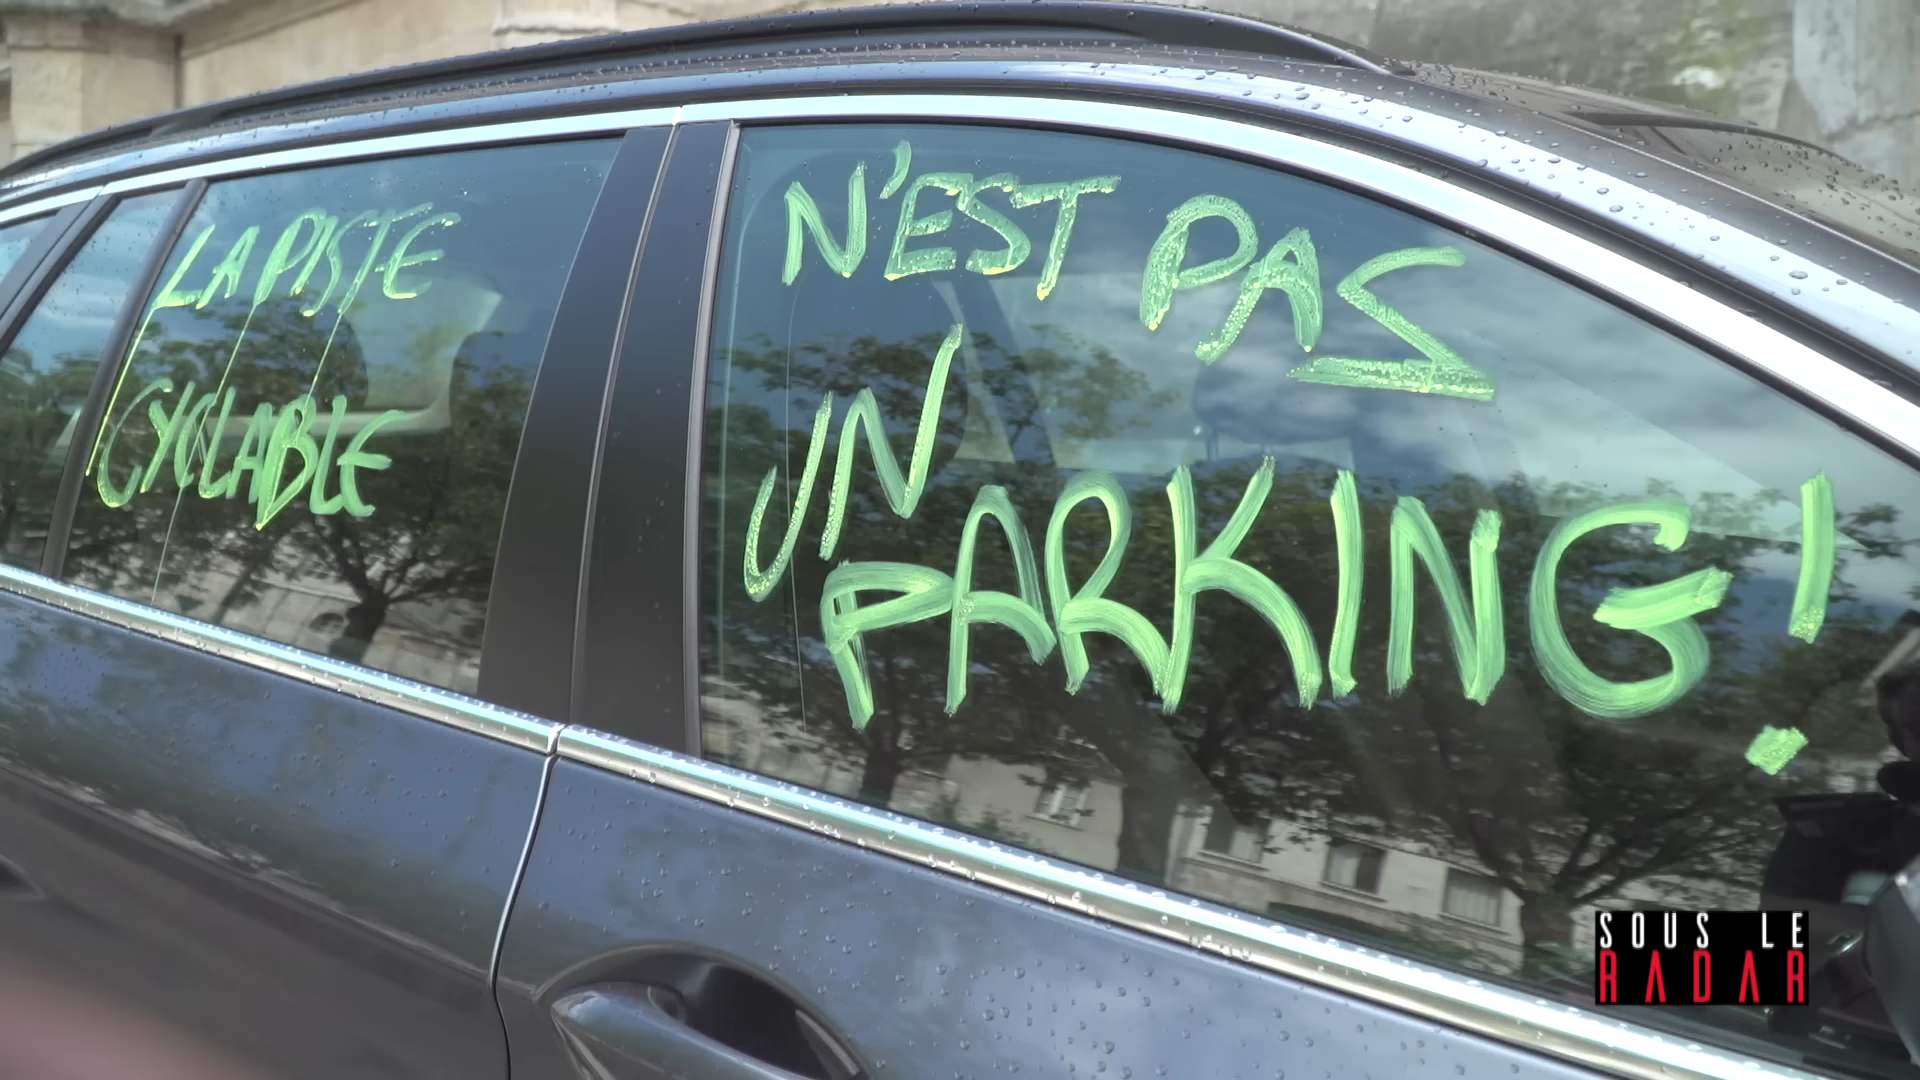 LA PISTE
CYCLABLE
N'EST PAS
UN
PARKING !
SOUS LE
RADAR